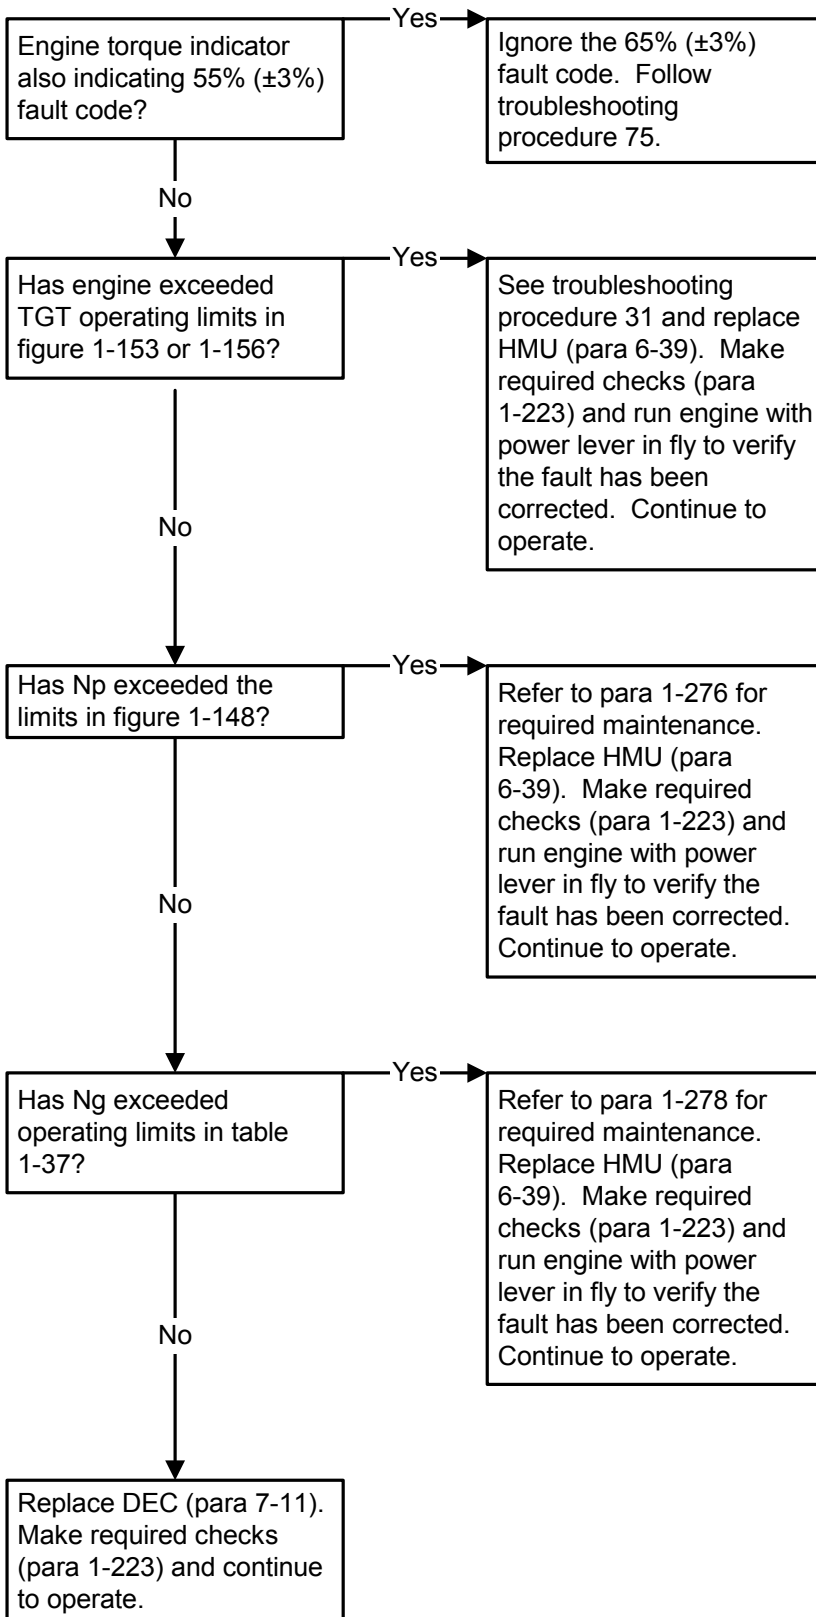 Engine torque indicator
also indicating 55% (±3%)
fault code?
Yes
Ignore the 65% (±3%)
fault code.  Follow
troubleshooting
procedure 75.
No
Has engine exceeded
TGT operating limits in
figure 1-153 or 1-156?
Yes
See troubleshooting
procedure 31 and replace
HMU (para 6-39).  Make
required checks (para
1-223) and run engine with
power lever in fly to verify
the fault has been
corrected.  Continue to
operate.
No
Has Np exceeded the
limits in figure 1-148?
Yes
Refer to para 1-276 for
required maintenance.
Replace HMU (para
6-39).  Make required
checks (para 1-223) and
run engine with power
lever in fly to verify the
fault has been corrected.
Continue to operate.
No
Has Ng exceeded
operating limits in table
1-37?
Yes
Refer to para 1-278 for
required maintenance.
Replace HMU (para
6-39).  Make required
checks (para 1-223) and
run engine with power
lever in fly to verify the
fault has been corrected.
Continue to operate.
No
Replace DEC (para 7-11).
Make required checks
(para 1-223) and continue
to operate.